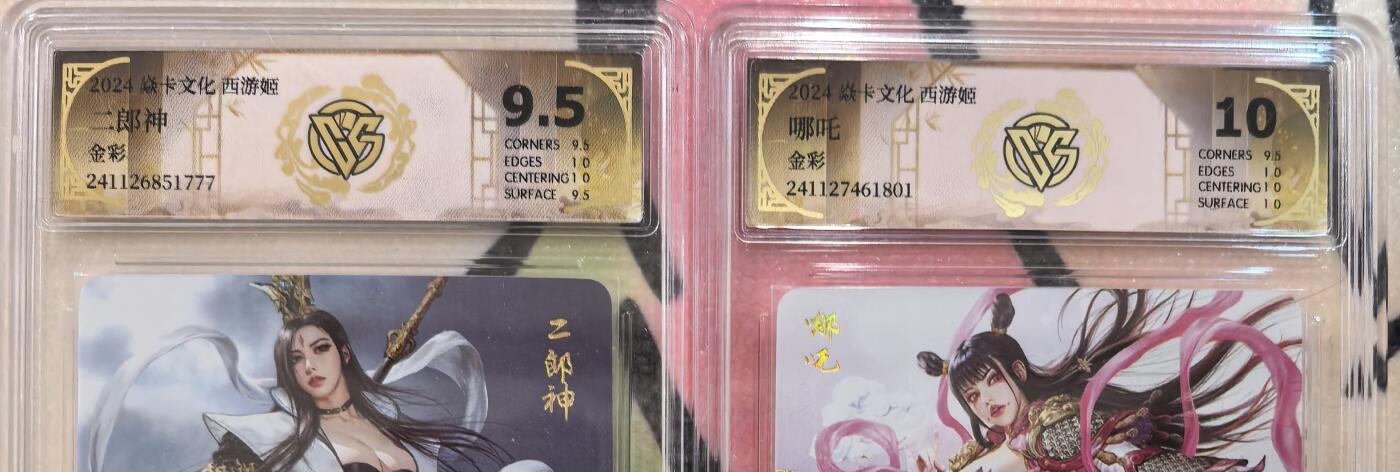 2024 焱卡文化 西游姬
二郎神
金彩
241126851777
CS
9.5
CORNERS 9.5
EDGES 10
CENTERING 10
SURFACE 9.5
二郎神
2024 焱卡文化 西游姬
哪吒
金彩
241127461801
CS
10
CORNERS 9.5
EDGES 10
CENTERING 10
SURFACE 10
哪吒